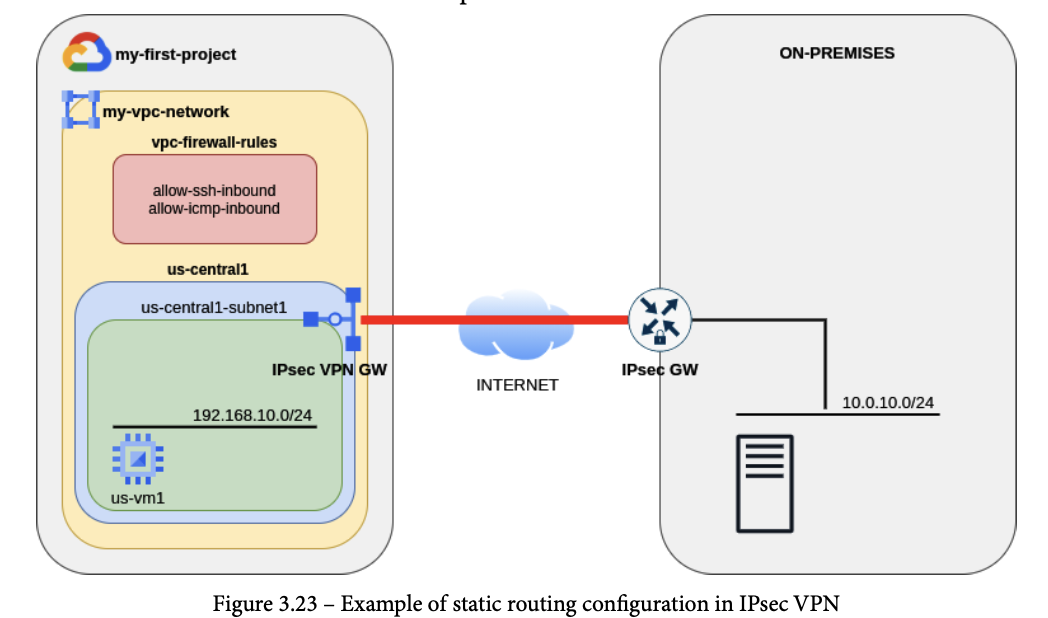 my-first-project
my-vpc-network
vpc-firewall-rules
allow-ssh-inbound
allow-icmp-inbound
us-central1
us-central1-subnet1
IPsec VPN GW
192.168.10.0/24
us-vm1
INTERNET
ON-PREMISES
IPsec GW
10.0.10.0/24
Figure 3.23 – Example of static routing configuration in IPsec VPN